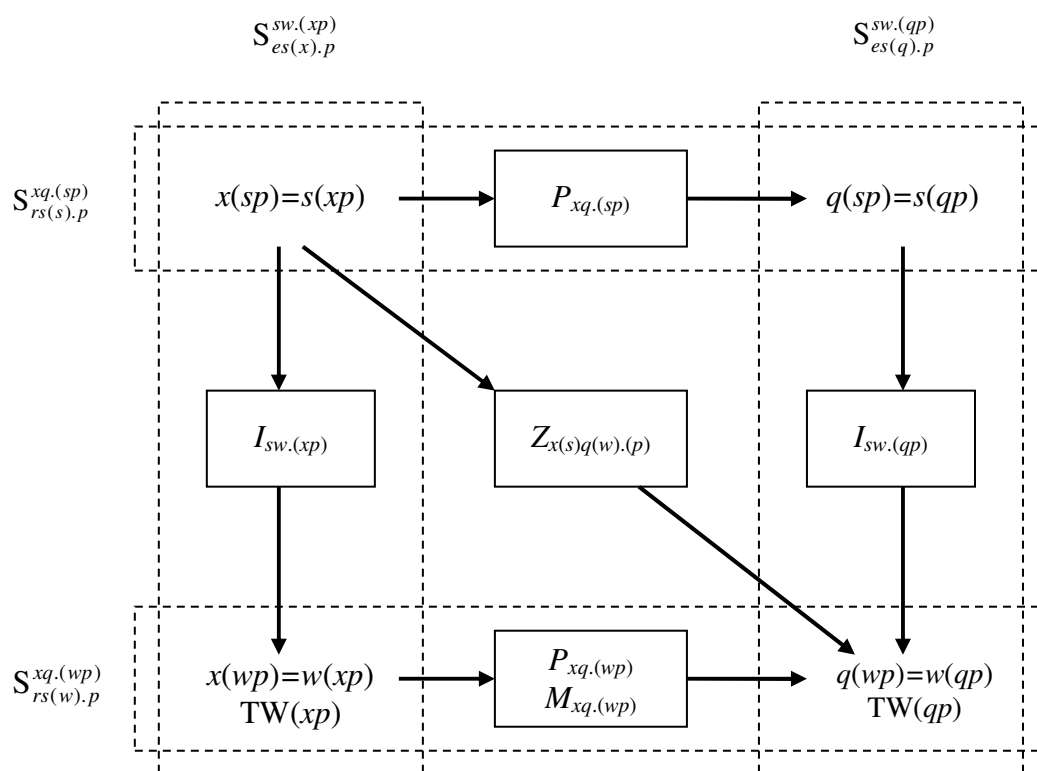 S^{sw.(xp)}_{es(x).p} S^{sw.(qp)}_{es(q).p}
S^{xq.(sp)}_{rs(s).p} x(sp)=s(xp) P_{xq.(sp)} q(sp)=s(qp)
I_{sw.(xp)} Z_{x(s)q(w).(p)} I_{sw.(qp)}
S^{xq.(wp)}_{rs(w).p} x(wp)=w(xp) P_{xq.(wp)} q(wp)=w(qp)
TW(xp) M_{xq.(wp)} TW(qp)